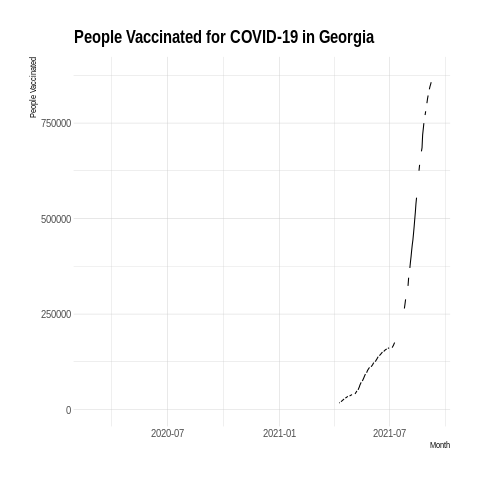 People Vaccinated for COVID-19 in Georgia
People Vaccinated
750000
500000
250000
0
2020-07
2021-01
2021-07
Month